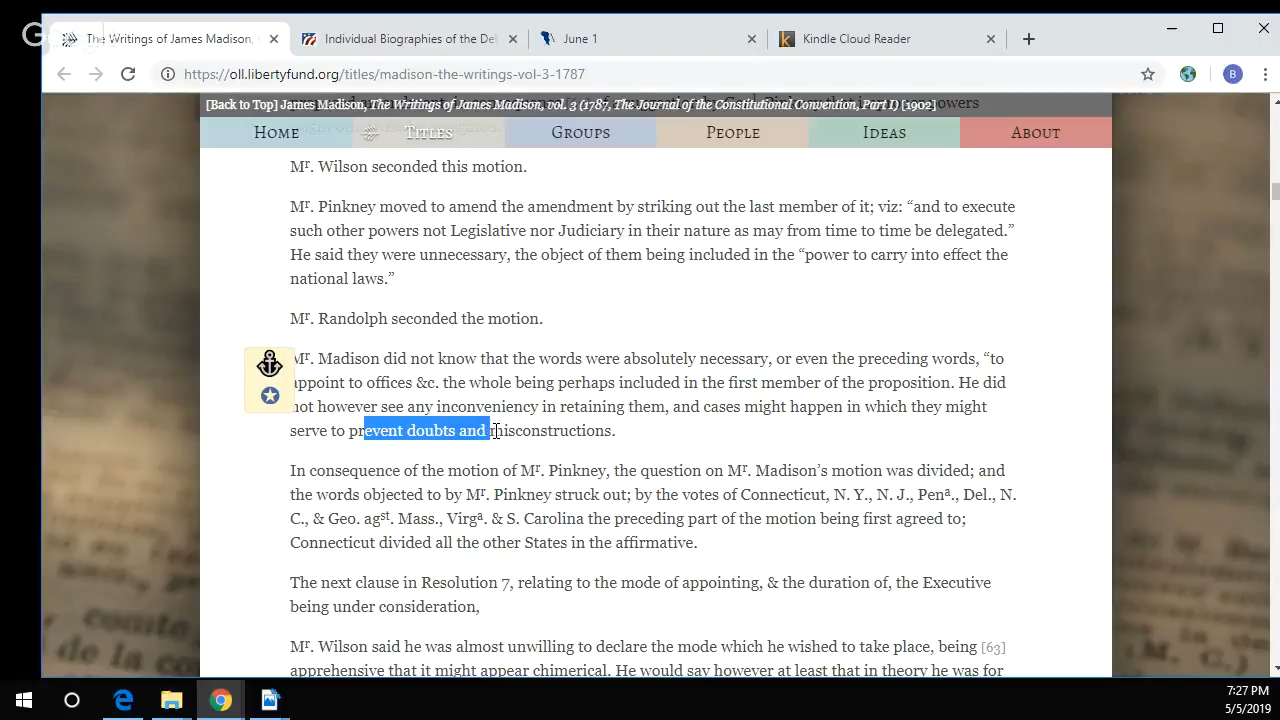 The Writings of James Madison,
Individual Biographies of the De
June 1
Kindle Cloud Reader
https://oll.libertyfund.org/titles/madison-the-writings-vol-3-1787
B
[Back to Top] James Madison, The Writings of James Madison, vol. 3 (1787, The Journal of the Constitutional Convention, Part I) [1902]
powers
Home
Titles
Groups
People
Ideas
About
Mr. Wilson seconded this motion.
Mr. Pinkney moved to amend the amendment by striking out the last member of it; viz: “and to execute
such other powers not Legislative nor Judiciary in their nature as may from time to time be delegated.”
He said they were unnecessary, the object of them being included in the “power to carry into effect the
national laws.”
Mr. Randolph seconded the motion.
Mr. Madison did not know that the words were absolutely necessary, or even the preceding words, “to
appoint to offices &c. the whole being perhaps included in the first member of the proposition. He did
not however see any inconveniency in retaining them, and cases might happen in which they might
serve to prevent doubts and misconstructions.
In consequence of the motion of Mr. Pinkney, the question on Mr. Madison’s motion was divided; and
the words objected to by Mr. Pinkney struck out; by the votes of Connecticut, N. Y., N. J., Pena., Del., N.
C., & Geo. agst. Mass., Virga. & S. Carolina the preceding part of the motion being first agreed to;
Connecticut divided all the other States in the affirmative.
The next clause in Resolution 7, relating to the mode of appointing, & the duration of, the Executive
being under consideration,
Mr. Wilson said he was almost unwilling to declare the mode which he wished to take place, being [63]
apprehensive that it might appear chimerical. He would say however at least that in theory he was for
7:27 PM
5/5/2019